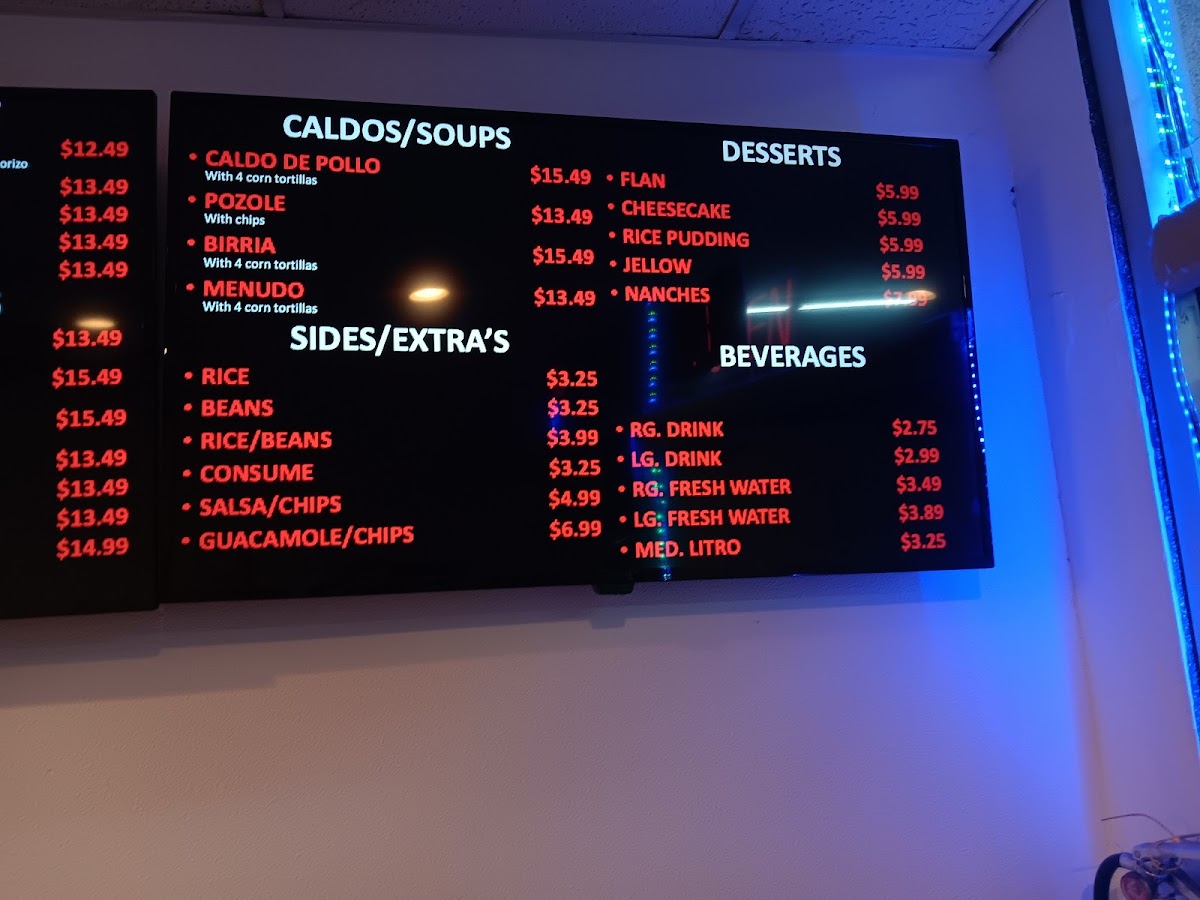 orizo
$12.49
$13.49
$13.49
$13.49
$13.49
$13.49
$15.49
$15.49
$13.49
$13.49
$13.49
$14.99
CALDOS/SOUPS
• CALDO DE POLLO $15.49
With 4 corn tortillas
• POZOLE $13.49
With chips
• BIRRIA $15.49
With 4 corn tortillas
• MENUDO $13.49
With 4 corn tortillas
SIDES/EXTRA'S
• RICE $3.25
• BEANS $3.25
• RICE/BEANS $3.99
• CONSUME $3.25
• SALSA/CHIPS $4.99
• GUACAMOLE/CHIPS $6.99
DESSERTS
• FLAN $5.99
• CHEESECAKE $5.99
• RICE PUDDING $5.99
• JELLOW $5.99
• NANCHES $7.99
BEVERAGES
• RG. DRINK $2.75
• LG. DRINK $2.99
• RG. FRESH WATER $3.49
• LG. FRESH WATER $3.89
• MED. LITRO $3.25